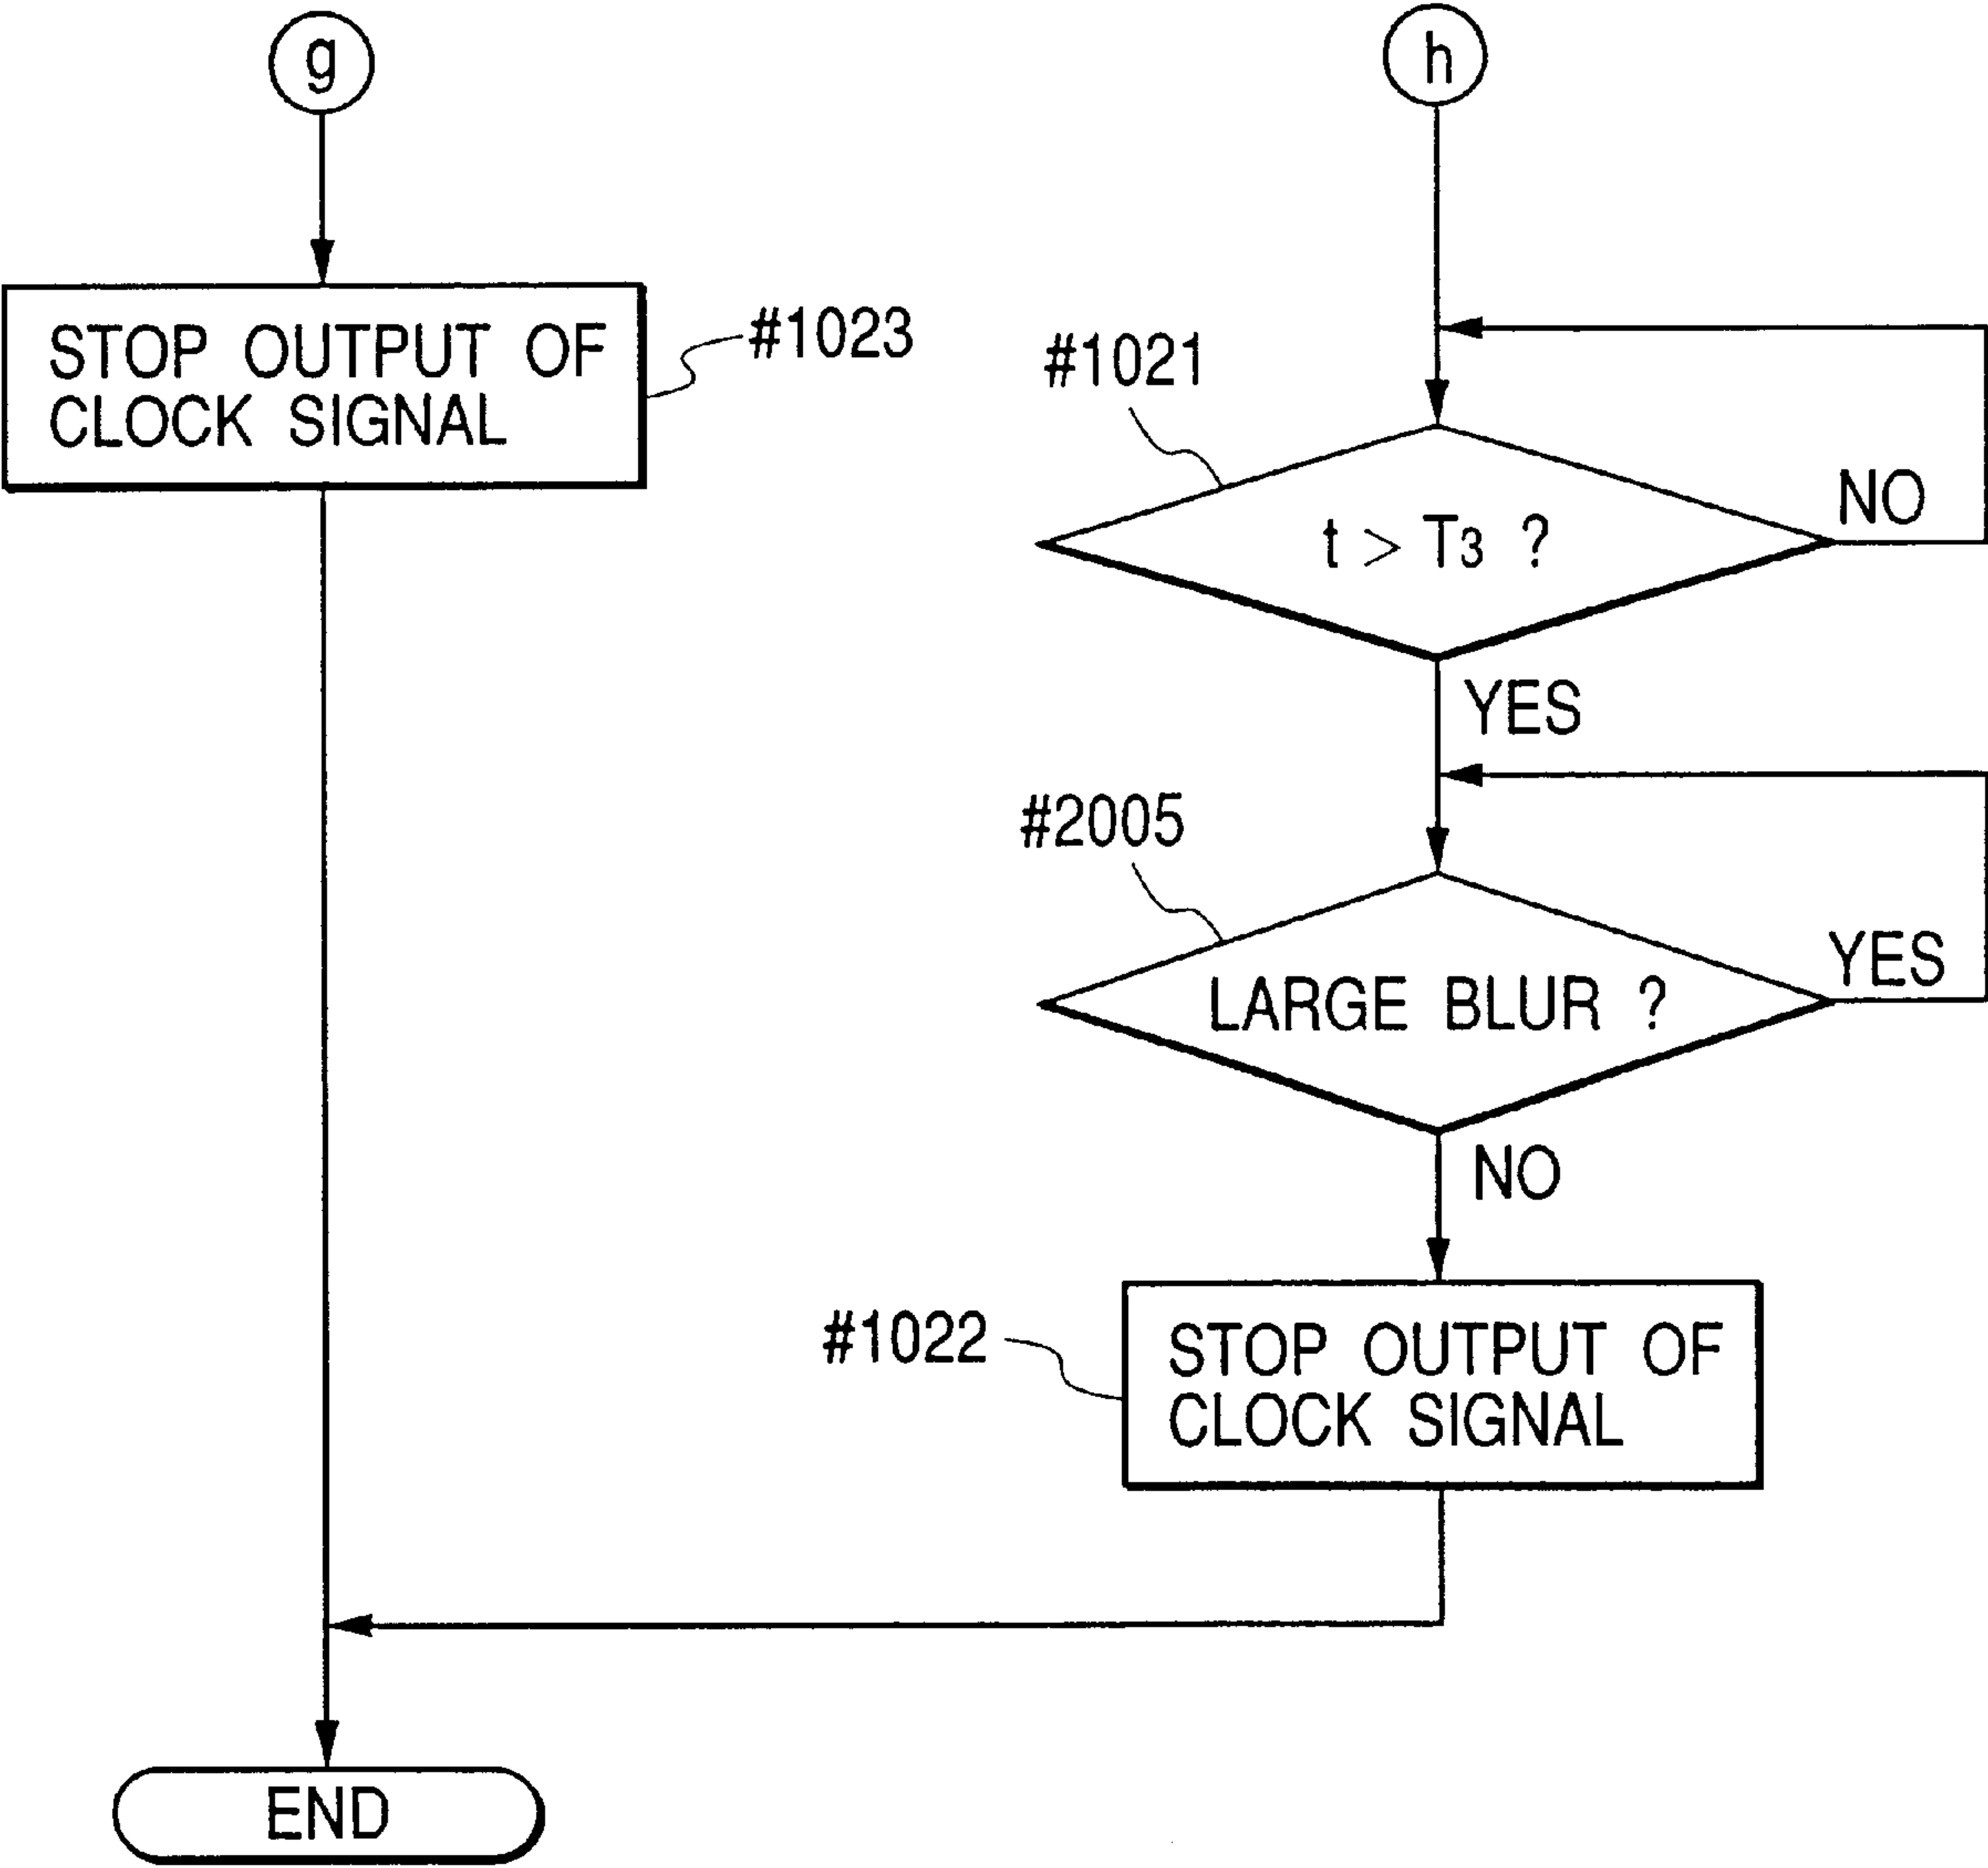 g
STOP OUTPUT OF
CLOCK SIGNAL
#1023
h
#1021
t > T3 ?
NO
YES
#2005
LARGE BLUR ?
YES
NO
#1022
STOP OUTPUT OF
CLOCK SIGNAL
END